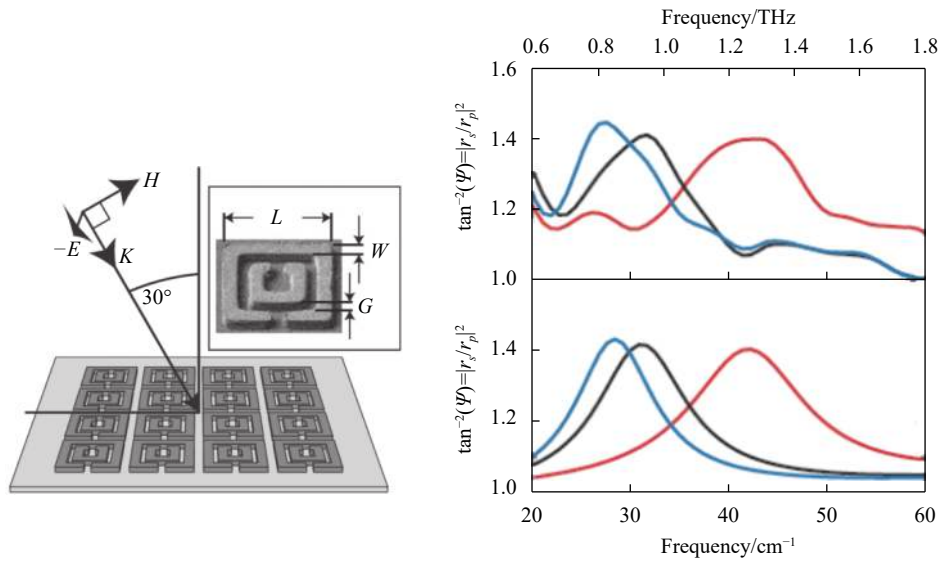 H
−E
K
30°
L
W
G
Frequency/THz
0.6 0.8 1.0 1.2 1.4 1.6 1.8
1.6
1.4
1.2
1.0
tan⁻²(Ψ)=|rₛ/rₚ|²
1.4
1.2
1.0
tan⁻²(Ψ)=|rₛ/rₚ|²
20 30 40 50 60
Frequency/cm⁻¹